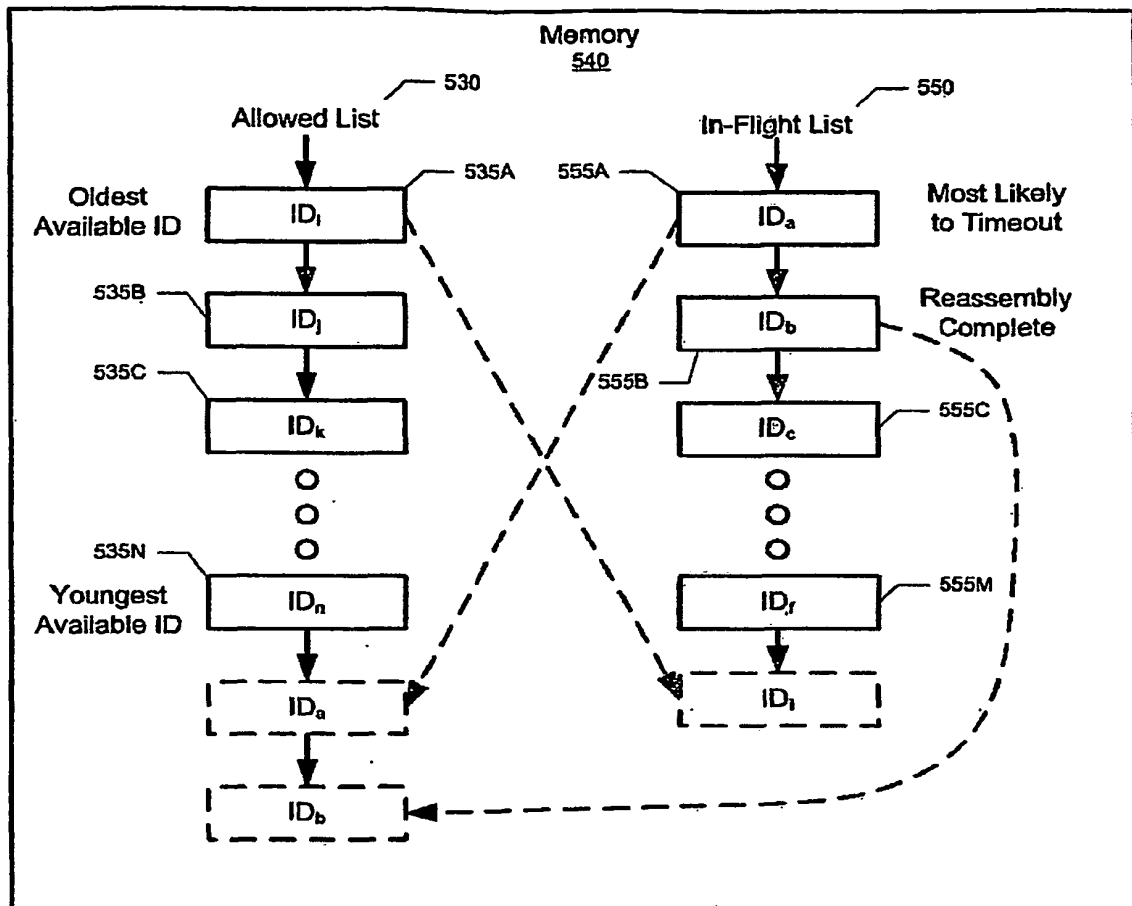 Memory
540
530
Allowed List
550
In-Flight List
535A
555A
Oldest
Available ID
IDi
IDa
Most Likely
to Timeout
535B
IDj
IDb
Reassembly
Complete
535C
555B
555C
IDk
IDc
535N
555M
Youngest
Available ID
IDn
IDf
IDa
IDi
IDb